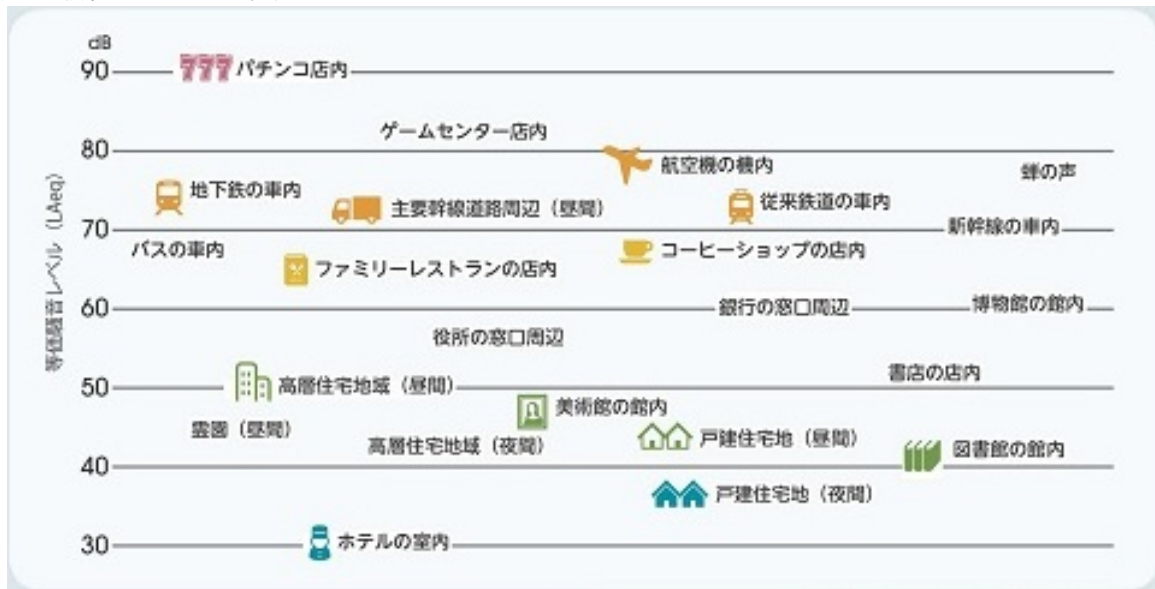 dB
等価騒音レベル（LAeq）
90
777 パチンコ店内
ゲームセンター店内
80
航空機の機内
蝉の声
地下鉄の車内
主要幹線道路周辺（昼間）
従来鉄道の車内
70
新幹線の車内
バスの車内
ファミリーレストランの店内
コーヒーショップの店内
60
銀行の窓口周辺
博物館の館内
役所の窓口周辺
書店の店内
50
高層住宅地域（昼間）
美術館の館内
霊園（昼間）
高層住宅地域（夜間）
戸建住宅地（昼間）
図書館の館内
40
戸建住宅地（夜間）
30
ホテルの室内